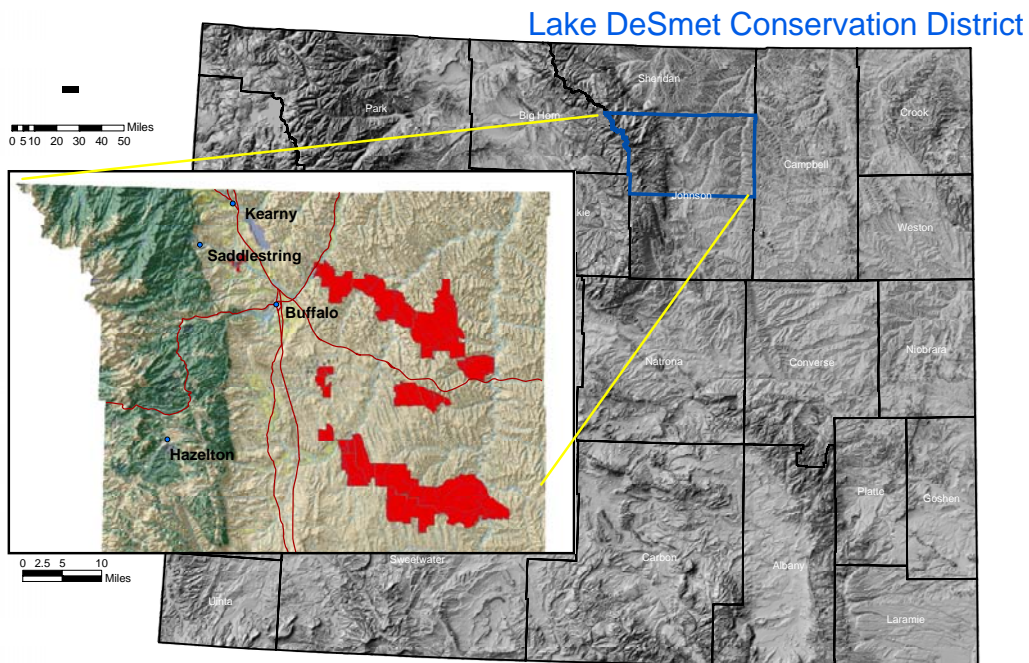 Lake DeSmet Conservation District
Sheridan
Park
Big Horn
Crook
Miles
0 5 10 20 30 40 50
Campbell
Johnson
kie
Weston
Kearny
Saddlestring
Buffalo
Natrona
Converse
Niobrara
Hazelton
Platte
Goshen
Sweetwater
Carbon
Albany
0 2.5 5 10
Miles
Uinta
Laramie